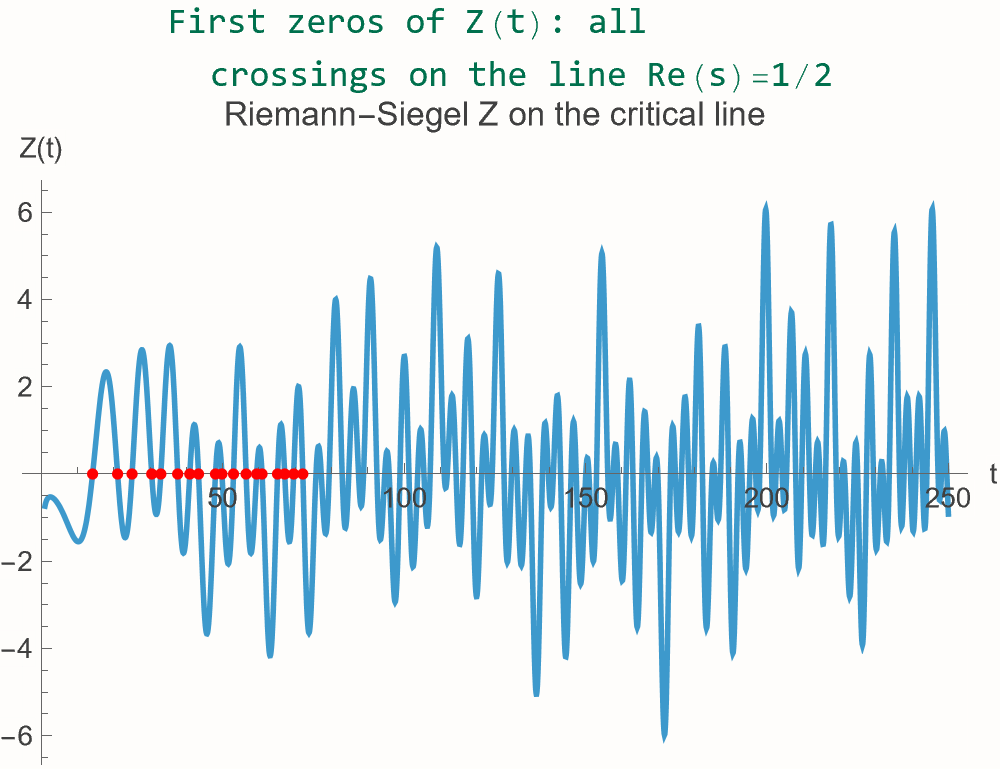 First zeros of Z(t): all
crossings on the line Re(s)=1/2
Riemann−Siegel Z on the critical line
Z(t)
6
4
2
50 100 150 200 250 t
−2
−4
−6